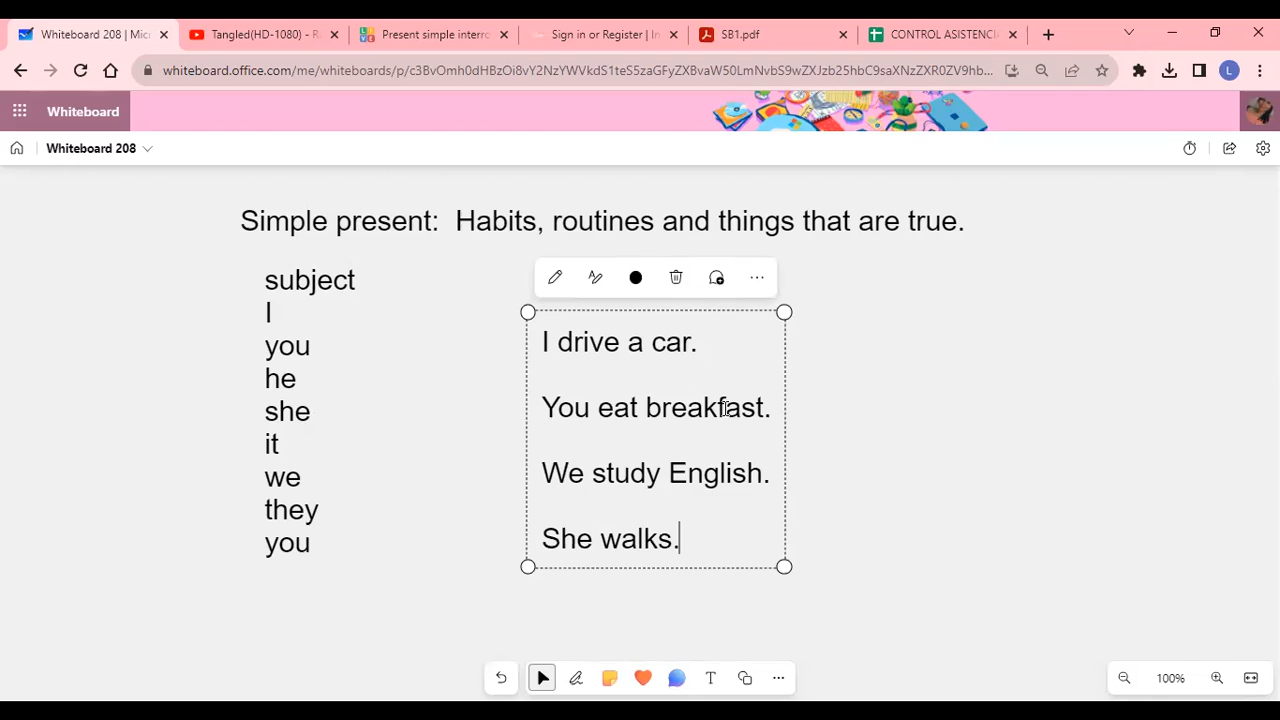 Whiteboard 208 | Mic
Tangled(HD-1080) - R
Present simple interro
Sign in or Register | In
SB1.pdf
CONTROL ASISTENCI
whiteboard.office.com/me/whiteboards/p/c3BvOmh0dHBzOi8vY2NzYWVkdS1teS5zaGFyZXBvaW50LmNvbS9wZXJzb25hbC9saXNzZXR0ZV9hb...
L
Whiteboard
Whiteboard 208
Simple present: Habits, routines and things that are true.
subject
I
you
he
she
it
we
they
you
I drive a car.
You eat breakfast.
We study English.
She walks.
100%